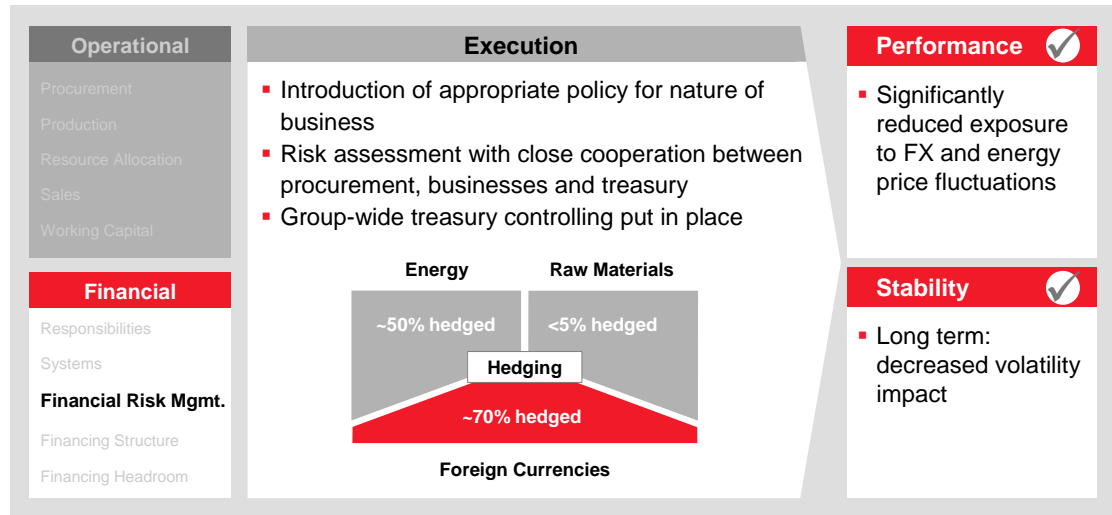 Operational
Procurement
Production
Resource Allocation
Sales
Working Capital
Financial
Responsibilities
Systems
Financial Risk Mgmt.
Financing Structure
Financing Headroom
Execution
▪ Introduction of appropriate policy for nature of
business
▪ Risk assessment with close cooperation between
procurement, businesses and treasury
▪ Group-wide treasury controlling put in place
Energy
Raw Materials
~50% hedged
<5% hedged
Hedging
~70% hedged
Foreign Currencies
Performance
▪ Significantly
reduced exposure
to FX and energy
price fluctuations
Stability
▪ Long term:
decreased volatility
impact